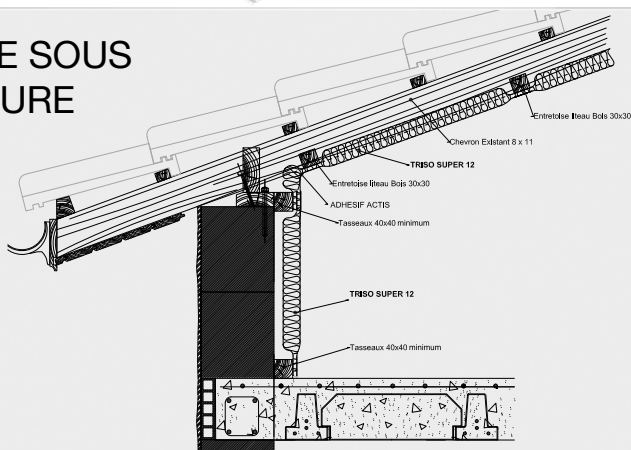 E SOUS
URE
Entretoise liteau Bois 30x30
Chevron Existant 8 x 11
TRISO SUPER 12
Entretoise liteau Bois 30x30
ADHESIF ACTIS
Tasseaux 40x40 minimum
TRISO SUPER 12
Tasseaux 40x40 minimum